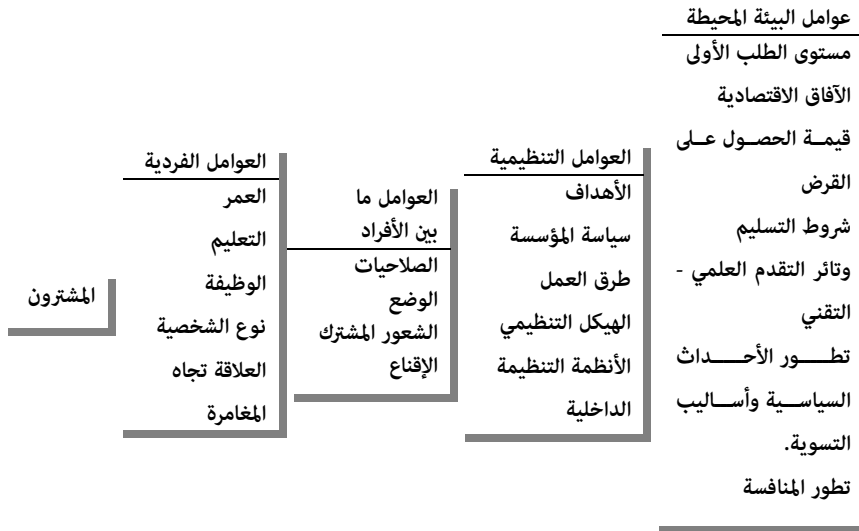 عوامل البيئة المحيطة
مستوى الطلب الأولى
الآفاق الاقتصادية
قيمة الحصول على
القرض
شروط التسليم
وتائر التقدم العلمي -
التقني
تطور الأحداث
السياسية وأساليب
التسوية.
تطور المنافسة
العوامل التنظيمية
الأهداف
سياسة المؤسسة
طرق العمل
الهيكل التنظيمي
الأنظمة التنظيمة
الداخلية
العوامل ما
بين الأفراد
الصلاحيات
الوضع
الشعور المشترك
الإقناع
العوامل الفردية
العمر
التعليم
الوظيفة
نوع الشخصية
العلاقة تجاه
المغامرة
المشترون